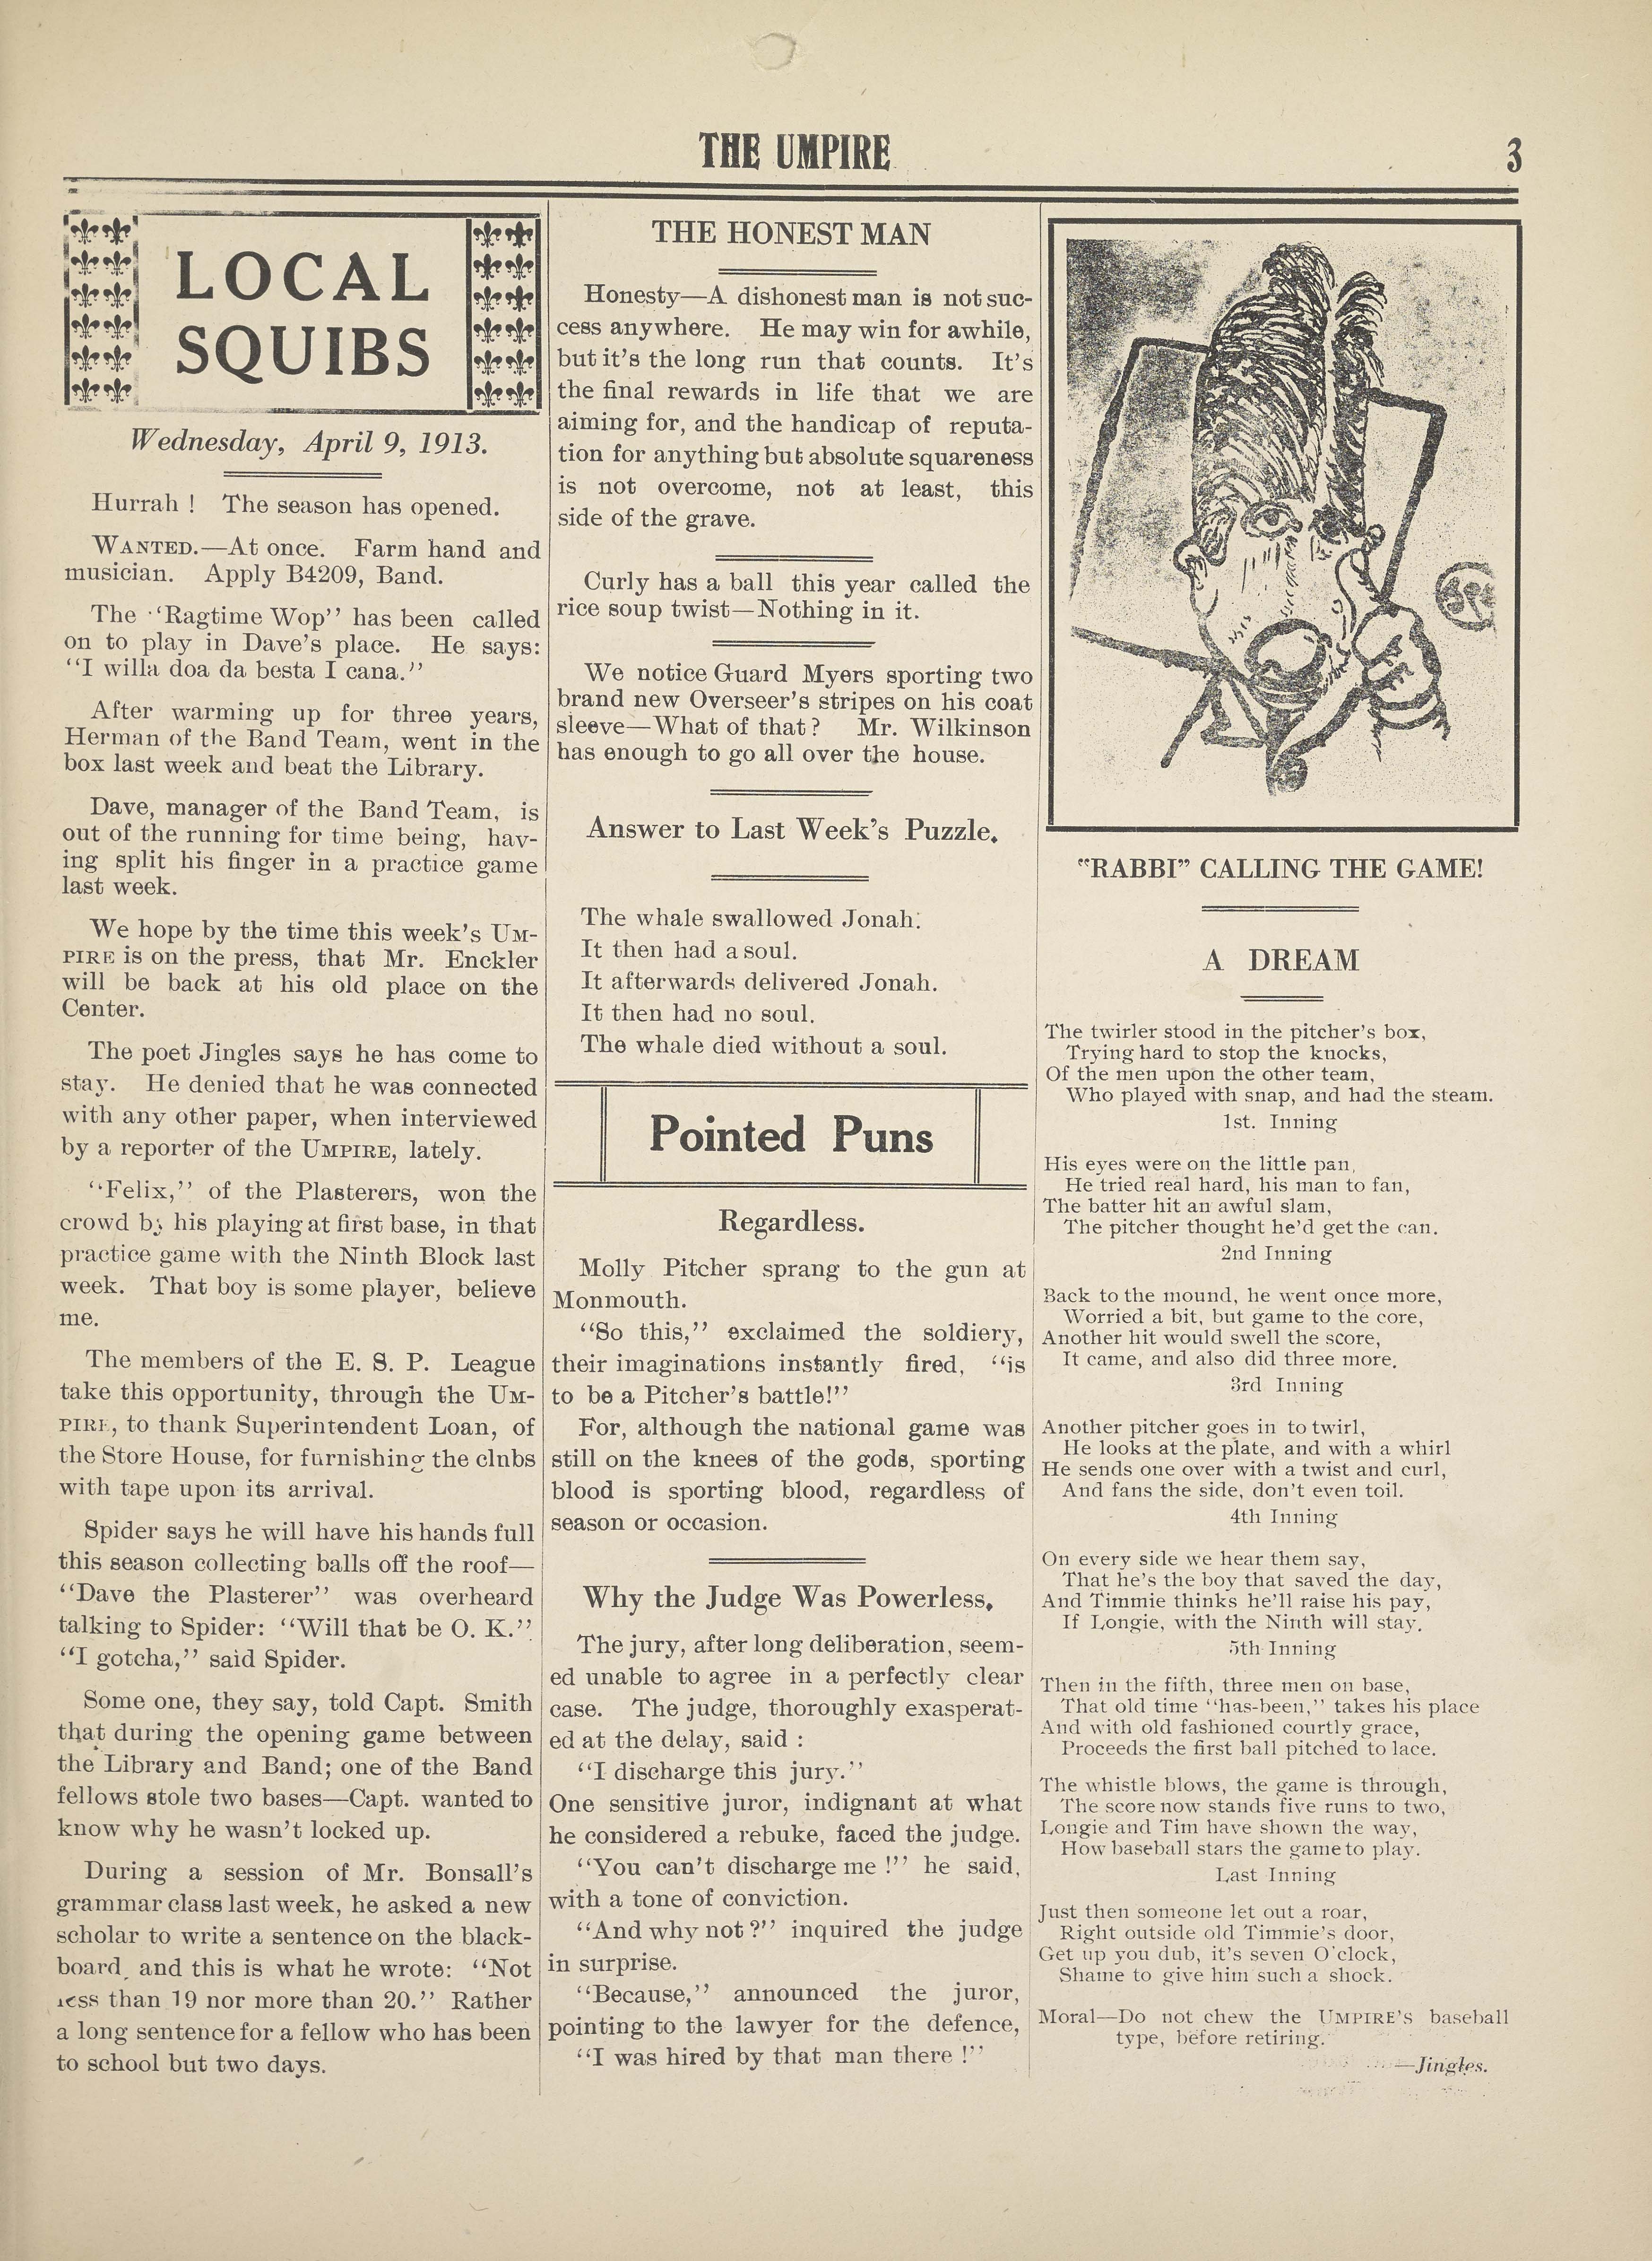 THE UMPIRE
3
LOCAL
SQUIBS
Wednesday, April 9, 1913.
Hurrah ! The season has opened.
WANTED.—At once. Farm hand and
musician. Apply B4209, Band.
The "Ragtime Wop" has been called
on to play in Dave's place. He says:
"I willa doa da besta I cana."
After warming up for three years,
Herman of the Band Team, went in the
box last week and beat the Library.
Dave, manager of the Band Team, is
out of the running for time being, hav-
ing split his finger in a practice game
last week.
We hope by the time this week's UM-
PIRE is on the press, that Mr. Enckler
will be back at his old place on the
Center.
The poet Jingles says he has come to
stay. He denied that he was connected
with any other paper, when interviewed
by a reporter of the UMPIRE, lately.
"Felix," of the Plasterers, won the
crowd by his playing at first base, in that
practice game with the Ninth Block last
week. That boy is some player, believe
me.
The members of the E. S. P. League
take this opportunity, through the UM-
PIRE, to thank Superintendent Loan, of
the Store House, for furnishing the clnbs
with tape upon its arrival.
Spider says he will have his hands full
this season collecting balls off the roof—
"Dave the Plasterer" was overheard
talking to Spider: "Will that be O. K."
"I gotcha," said Spider.
Some one, they say, told Capt. Smith
that during the opening game between
the Library and Band; one of the Band
fellows stole two bases—Capt. wanted to
know why he wasn't locked up.
During a session of Mr. Bonsall's
grammar class last week, he asked a new
scholar to write a sentence on the black-
board, and this is what he wrote: "Not
less than 19 nor more than 20." Rather
a long sentence for a fellow who has been
to school but two days.
THE HONEST MAN
Honesty—A dishonest man is not suc-
cess anywhere. He may win for awhile,
but it's the long run that counts. It's
the final rewards in life that we are
aiming for, and the handicap of reputa-
tion for anything but absolute squareness
is not overcome, not at least, this
side of the grave.
Curly has a ball this year called the
rice soup twist—Nothing in it.
We notice Guard Myers sporting two
brand new Overseer's stripes on his coat
sleeve—What of that? Mr. Wilkinson
has enough to go all over the house.
Answer to Last Week's Puzzle.
The whale swallowed Jonah.
It then had a soul.
It afterwards delivered Jonah.
It then had no soul.
The whale died without a soul.
Pointed Puns
Regardless.
Molly Pitcher sprang to the gun at
Monmouth.
"So this," exclaimed the soldiery,
their imaginations instantly fired, "is
to be a Pitcher's battle!"
For, although the national game was
still on the knees of the gods, sporting
blood is sporting blood, regardless of
season or occasion.
Why the Judge Was Powerless.
The jury, after long deliberation, seem-
ed unable to agree in a perfectly clear
case. The judge, thoroughly exasperat-
ed at the delay, said :
"I discharge this jury."
One sensitive juror, indignant at what
he considered a rebuke, faced the judge.
"You can't discharge me !" he said,
with a tone of conviction.
"And why not ?" inquired the judge
in surprise.
"Because," announced the juror,
pointing to the lawyer for the defence,
"I was hired by that man there !"
"RABBI" CALLING THE GAME!
A DREAM
The twirler stood in the pitcher's box,
Trying hard to stop the knocks,
Of the men upon the other team,
Who played with snap, and had the steam.
1st. Inning
His eyes were on the little pan,
He tried real hard, his man to fan,
The batter hit an awful slam,
The pitcher thought he'd get the can.
2nd Inning
Back to the mound, he went once more,
Worried a bit, but game to the core,
Another hit would swell the score,
It came, and also did three more.
3rd Inning
Another pitcher goes in to twirl,
He looks at the plate, and with a whirl
He sends one over with a twist and curl,
And fans the side, don't even toil.
4th Inning
On every side we hear them say,
That he's the boy that saved the day,
And Timmie thinks he'll raise his pay,
If Longie, with the Ninth will stay.
5th Inning
Then in the fifth, three men on base,
That old time "has-been," takes his place
And with old fashioned courtly grace,
Proceeds the first ball pitched to lace.
The whistle blows, the game is through,
The score now stands five runs to two,
Longie and Tim have shown the way,
How baseball stars the game to play.
Last Inning
Just then someone let out a roar,
Right outside old Timmie's door,
Get up you dub, it's seven O'clock,
Shame to give him such a shock.
Moral—Do not chew the UMPIRE'S baseball
type, before retiring.
—Jingles.